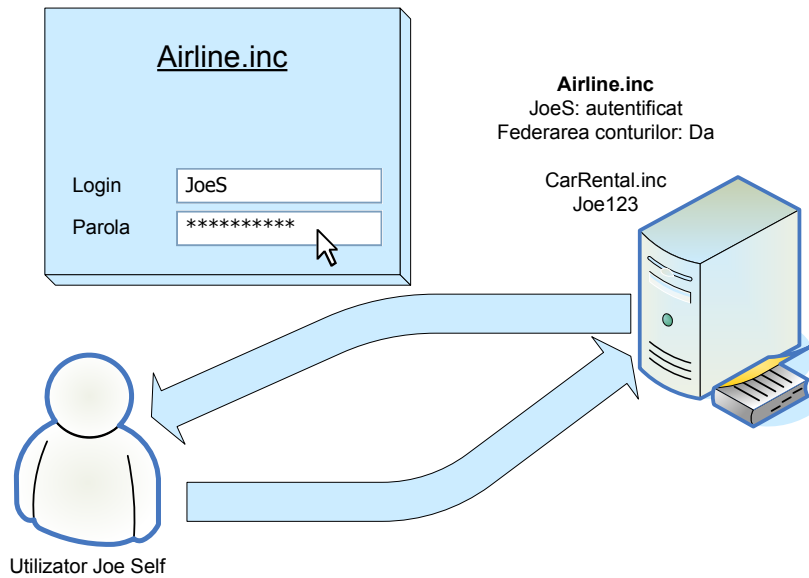 Airline.inc
Login
JoeS
Parola
**********
Airline.inc
JoeS: autentificat
Federarea conturilor: Da
CarRental.inc
Joe123
Utilizator Joe Self